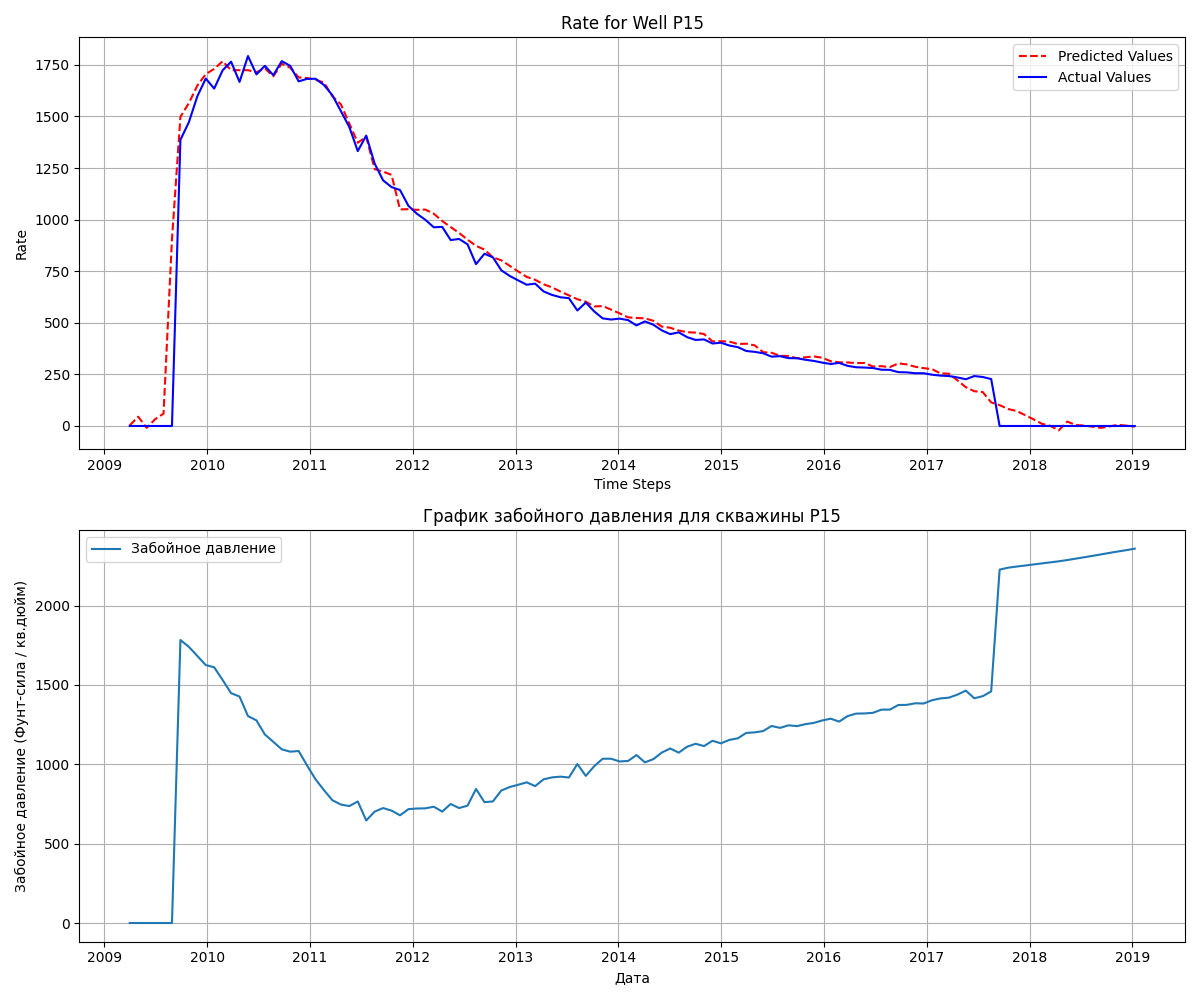 Rate for Well P15
Predicted Values
Actual Values
Rate
1750
1500
1250
1000
750
500
250
0
2009 2010 2011 2012 2013 2014 2015 2016 2017 2018 2019
Time Steps
График забойного давления для скважины P15
Забойное давление
Забойное давление (Фунт-сила / кв.дюйм)
2000
1500
1000
500
0
2009 2010 2011 2012 2013 2014 2015 2016 2017 2018 2019
Дата